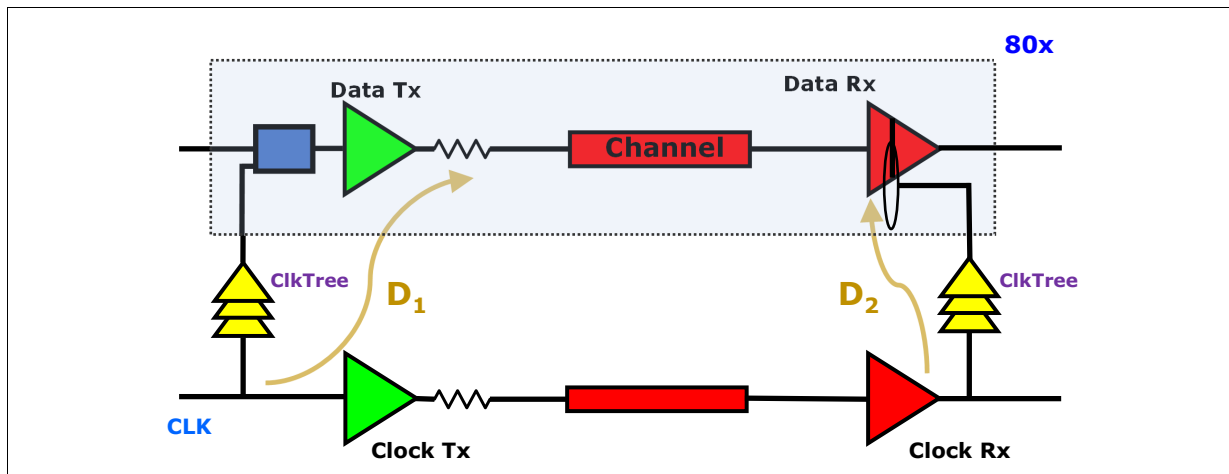 80x
Data Tx
Data Rx
Channel
ClkTree
ClkTree
D1
D2
CLK
Clock Tx
Clock Rx